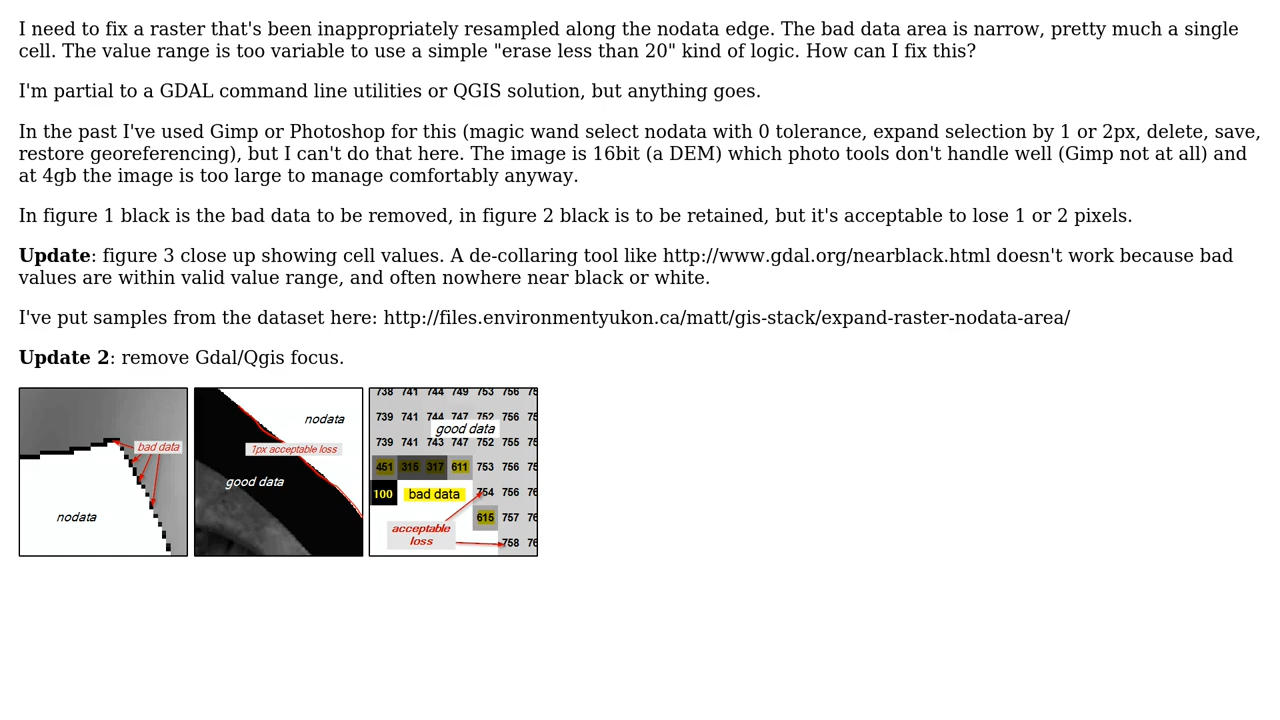 I need to fix a raster that's been inappropriately resampled along the nodata edge. The bad data area is narrow, pretty much a single
cell. The value range is too variable to use a simple "erase less than 20" kind of logic. How can I fix this?
I'm partial to a GDAL command line utilities or QGIS solution, but anything goes.
In the past I've used Gimp or Photoshop for this (magic wand select nodata with 0 tolerance, expand selection by 1 or 2px, delete, save,
restore georeferencing), but I can't do that here. The image is 16bit (a DEM) which photo tools don't handle well (Gimp not at all) and
at 4gb the image is too large to manage comfortably anyway.
In figure 1 black is the bad data to be removed, in figure 2 black is to be retained, but it's acceptable to lose 1 or 2 pixels.
Update: figure 3 close up showing cell values. A de-collaring tool like http://www.gdal.org/nearblack.html doesn't work because bad
values are within valid value range, and often nowhere near black or white.
I've put samples from the dataset here: http://files.environmentyukon.ca/matt/gis-stack/expand-raster-nodata-area/
Update 2: remove Gdal/Qgis focus.
bad data
nodata
nodata
1px acceptable loss
good data
738 741 744 749 753 756 75
739 741 744 747 752 756 75
good data
739 741 743 747 752 755 75
451 315 317 611 753 756 75
100 bad data 754 756 76
615 757 76
acceptable
loss
758 76